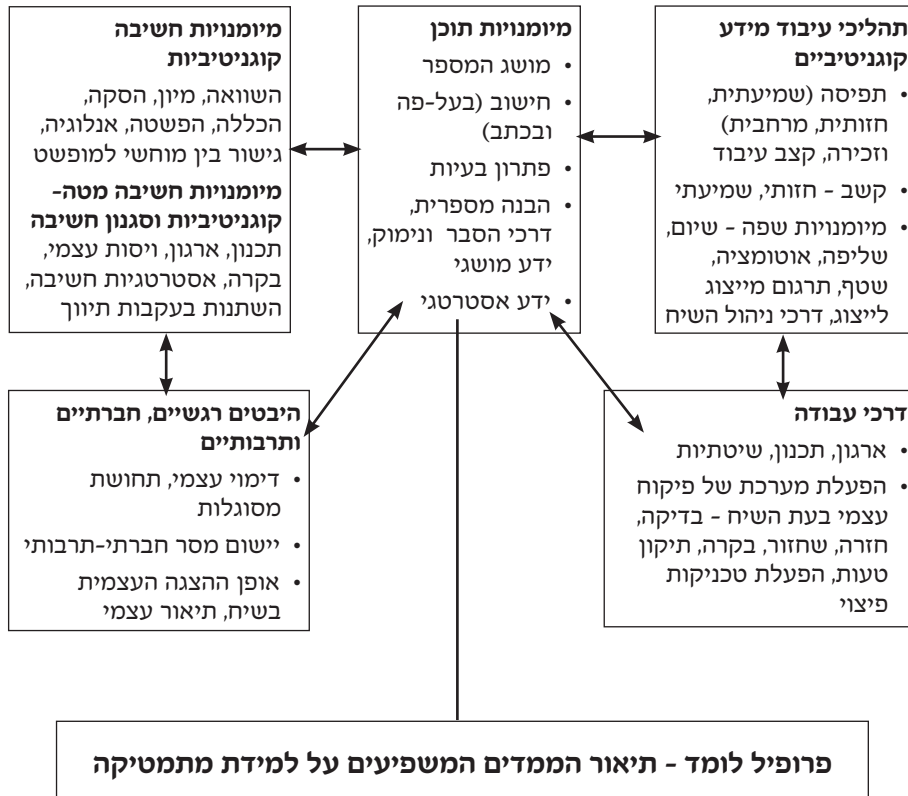 תהליכי עיבוד מידע
קוגניטיביים
• תפיסה (שמיעתית,
חזותית, מרחבית)
וזכירה, קצב עיבוד
• קשב - חזותי, שמיעתי
• מיומנויות שפה - שיום,
שליפה, אוטומציה,
שטף, תרגום מייצוג
לייצוג, דרכי ניהול השיח
מיומנויות תוכן
• מושג המספר
• חישוב (בעל-פה
ובכתב)
• פתרון בעיות
• הבנה מספרית,
דרכי הסבר ונימוק,
ידע מושגי
• ידע אסטרטגי
מיומנויות חשיבה
קוגניטיביות
השוואה, מיון, הסקה,
הכללה, הפשטה, אנלוגיה,
גישור בין מוחשי למופשט
מיומנויות חשיבה מטה-
קוגניטיביות וסגנון חשיבה
תכנון, ארגון, ויסות עצמי,
בקרה, אסטרטגיות חשיבה,
השתנות בעקבות תיווך
דרכי עבודה
• ארגון, תכנון, שיטתיות
• הפעלת מערכת של פיקוח
עצמי בעת השיח - בדיקה,
חזרה, שחזור, בקרה, תיקון
טעות, הפעלת טכניקות
פיצוי
היבטים רגשיים, חברתיים
ותרבותיים
• דימוי עצמי, תחושת
מסוגלות
• יישום מסר חברתי-תרבותי
• אופן ההצגה העצמית
בשיח, תיאור עצמי
פרופיל לומד - תיאור הממדים המשפיעים על למידת מתמטיקה